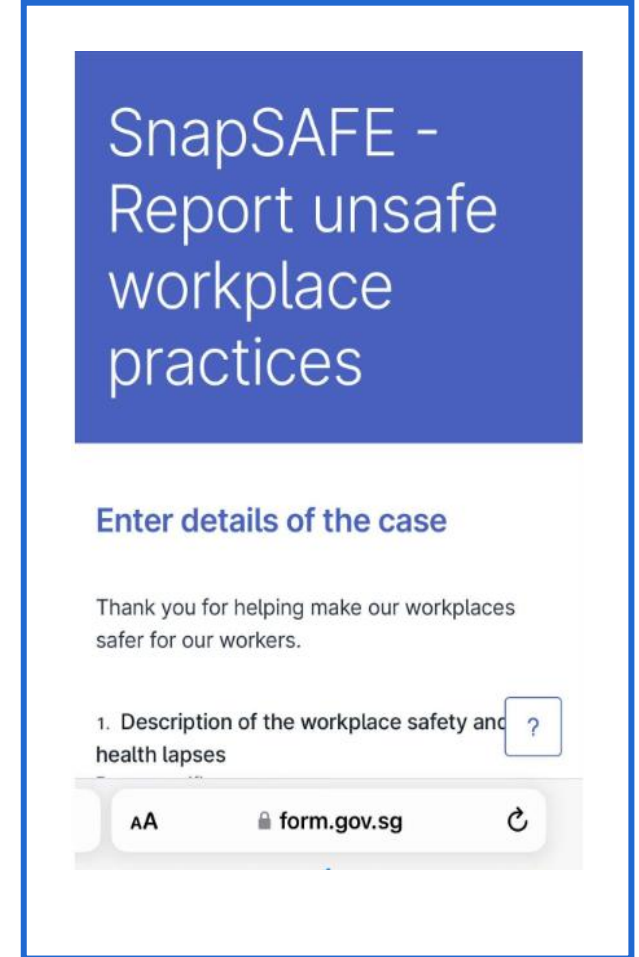 SnapSAFE -
Report unsafe
workplace
practices
Enter details of the case
Thank you for helping make our workplaces
safer for our workers.
1. Description of the workplace safety and
?
health lapses
AA
form.gov.sg